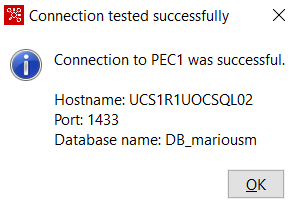 Connection tested successfully
Connection to PEC1 was successful.
Hostname: UCS1R1UOCSQL02
Port: 1433
Database name: DB_mariousm
OK